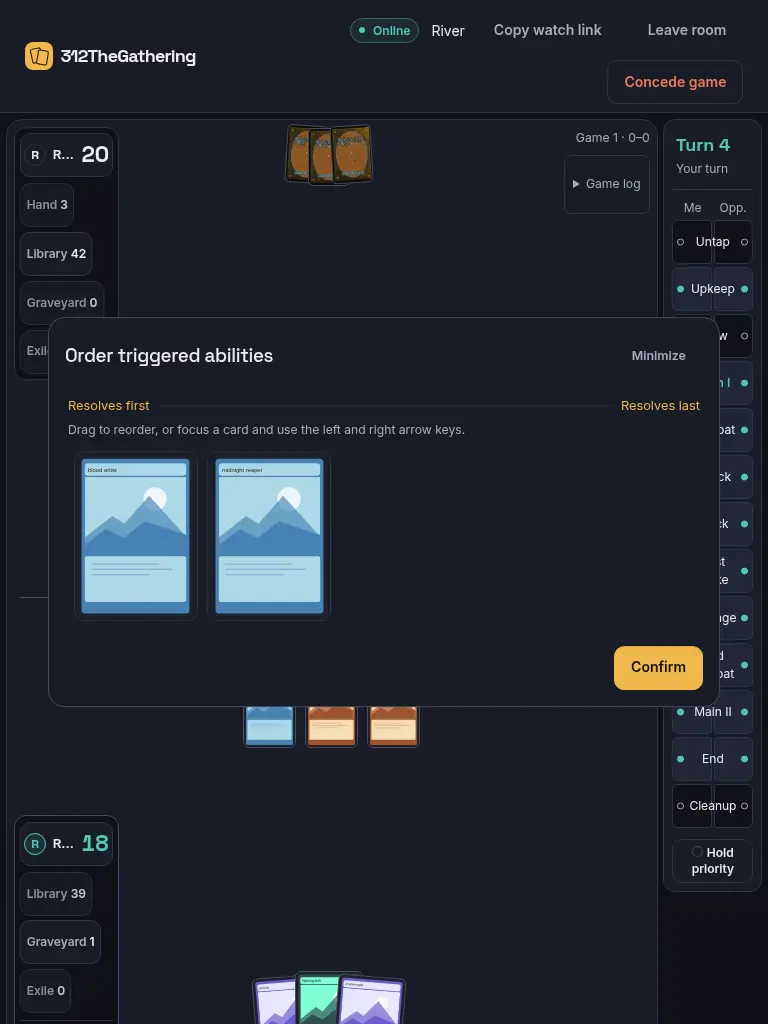 Online
River
Copy watch link
Leave room
312TheGathering
Concede game
R
R...
20
Hand 3
Library 42
Graveyard 0
Game 1 · 0–0
Game log
Turn 4
Your turn
Me
Opp.
Untap
Upkeep
Order triggered abilities
Minimize
Resolves first
Resolves last
Drag to reorder, or focus a card and use the left and right arrow keys.
blood artist
midnight reaper
Confirm
Main II
End
Cleanup
Hold
priority
R
R...
18
Library 39
Graveyard 1
Exile 0